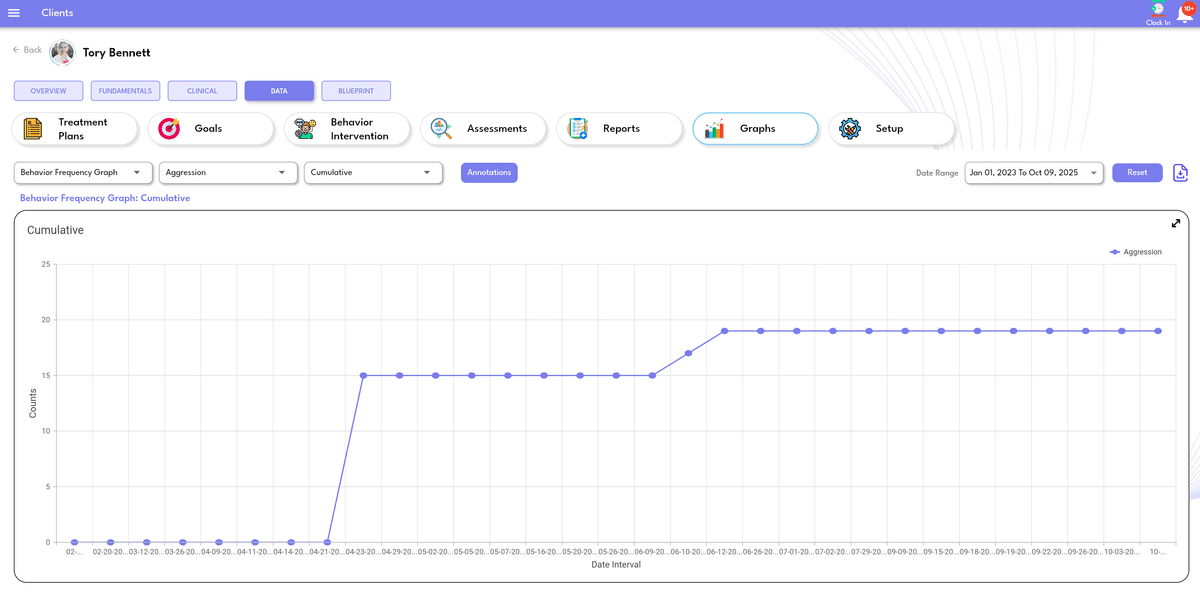 Clients
Clock In
10+
Back
Tory Bennett
OVERVIEW
FUNDAMENTALS
CLINICAL
DATA
BLUEPRINT
Treatment
Plans
Goals
Behavior
Intervention
Assessments
Reports
Graphs
Setup
Behavior Frequency Graph
Aggression
Cumulative
Annotations
Date Range
Jan 01, 2023 To Oct 09, 2025
Reset
Behavior Frequency Graph: Cumulative
Cumulative
Aggression
25
20
15
10
5
0
Counts
02-... 02-20-20... 03-12-20... 03-26-20... 04-09-20... 04-11-20... 04-14-20... 04-21-20... 04-23-20... 04-29-20... 05-02-20... 05-05-20... 05-07-20... 05-16-20... 05-20-20... 05-26-20... 06-09-20... 06-10-20... 06-12-20... 06-26-20... 07-01-20... 07-02-20... 07-29-20... 09-09-20... 09-15-20... 09-18-20... 09-19-20... 09-22-20... 09-26-20... 10-03-20... 10-...
Date Interval